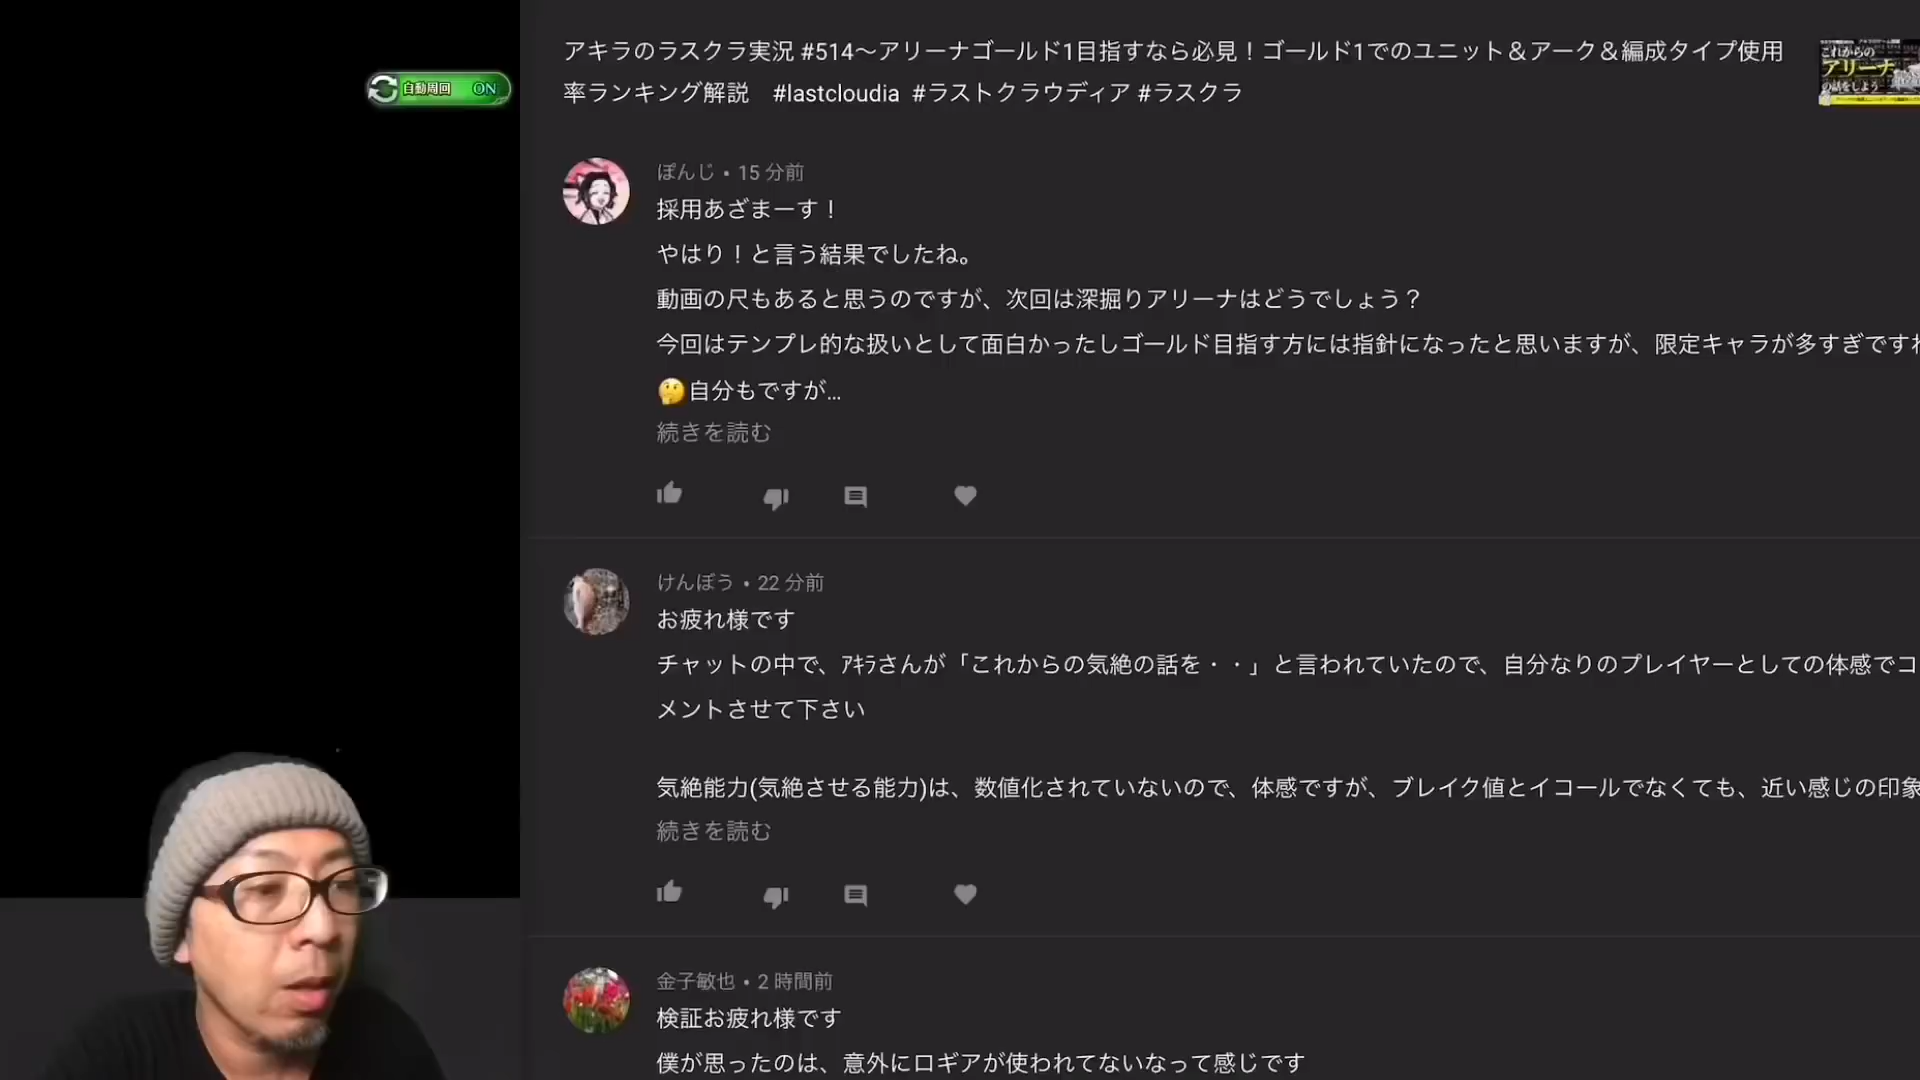 自動周回 ON
アキラのラスクラ実況 #514〜アリーナゴールド1目指すなら必見！ゴールド1でのユニット＆アーク＆編成タイプ使用
率ランキング解説　#lastcloudia #ラストクラウディア #ラスクラ
これからの
アリーナ
の話をしよう
ぽんじ • 15 分前
採用あざまーす！
やはり！と言う結果でしたね。
動画の尺もあると思うのですが、次回は深掘りアリーナはどうでしょう？
今回はテンプレ的な扱いとして面白かったしゴールド目指す方には指針になったと思いますが、限定キャラが多すぎですね
🤔自分もですが...
続きを読む
けんぽう • 22 分前
お疲れ様です
チャットの中で、ｱｷﾗさんが「これからの気絶の話を・・」と言われていたので、自分なりのプレイヤーとしての体感でコ
メントさせて下さい
気絶能力(気絶させる能力)は、数値化されていないので、体感ですが、ブレイク値とイコールでなくても、近い感じの印象
続きを読む
金子敏也 • 2 時間前
検証お疲れ様です
僕が思ったのは、意外にロギアが使われてないなって感じです